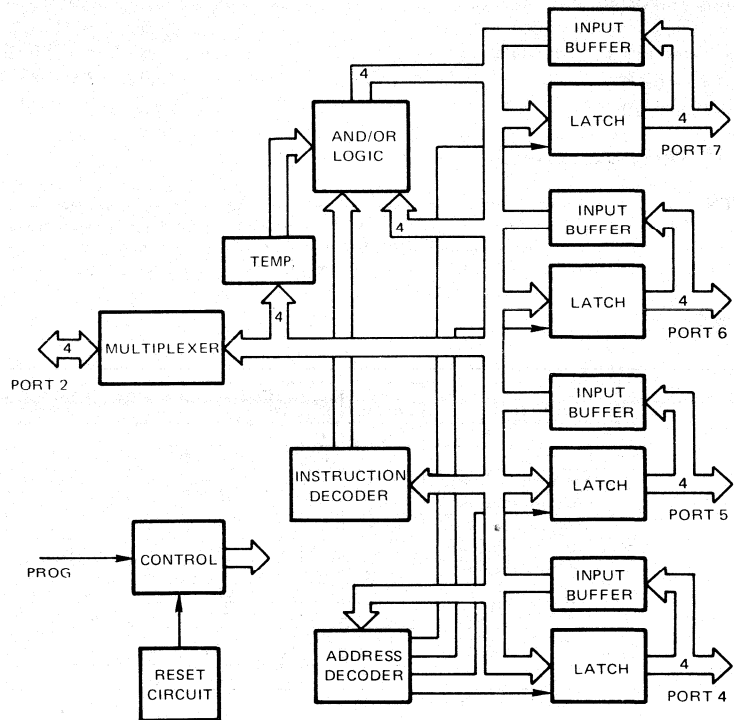 INPUT
BUFFER
4
AND/OR
LOGIC
LATCH
4
PORT 7
INPUT
BUFFER
4
TEMP.
LATCH
4
PORT 6
4
4
MULTIPLEXER
PORT 2
INPUT
BUFFER
INSTRUCTION
DECODER
LATCH
4
PORT 5
PROG
CONTROL
INPUT
BUFFER
RESET
CIRCUIT
ADDRESS
DECODER
LATCH
4
PORT 4